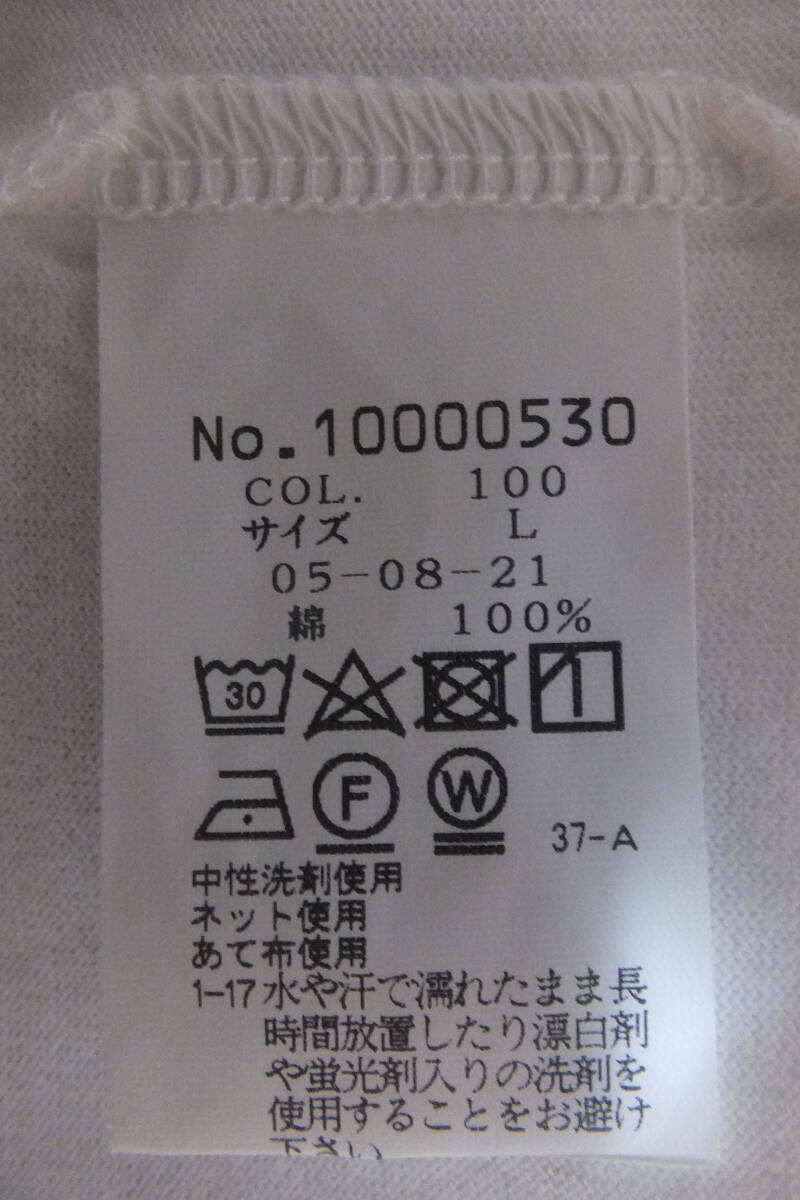 No.10000530
COL. 100
サイズ L
05-08-21
綿 100%
30
F W 37-A
中性洗剤使用
ネット使用
あて布使用
1-17 水や汗で濡れたまま長
時間放置したり漂白剤
や蛍光剤入りの洗剤を
使用することをお避け
下さい